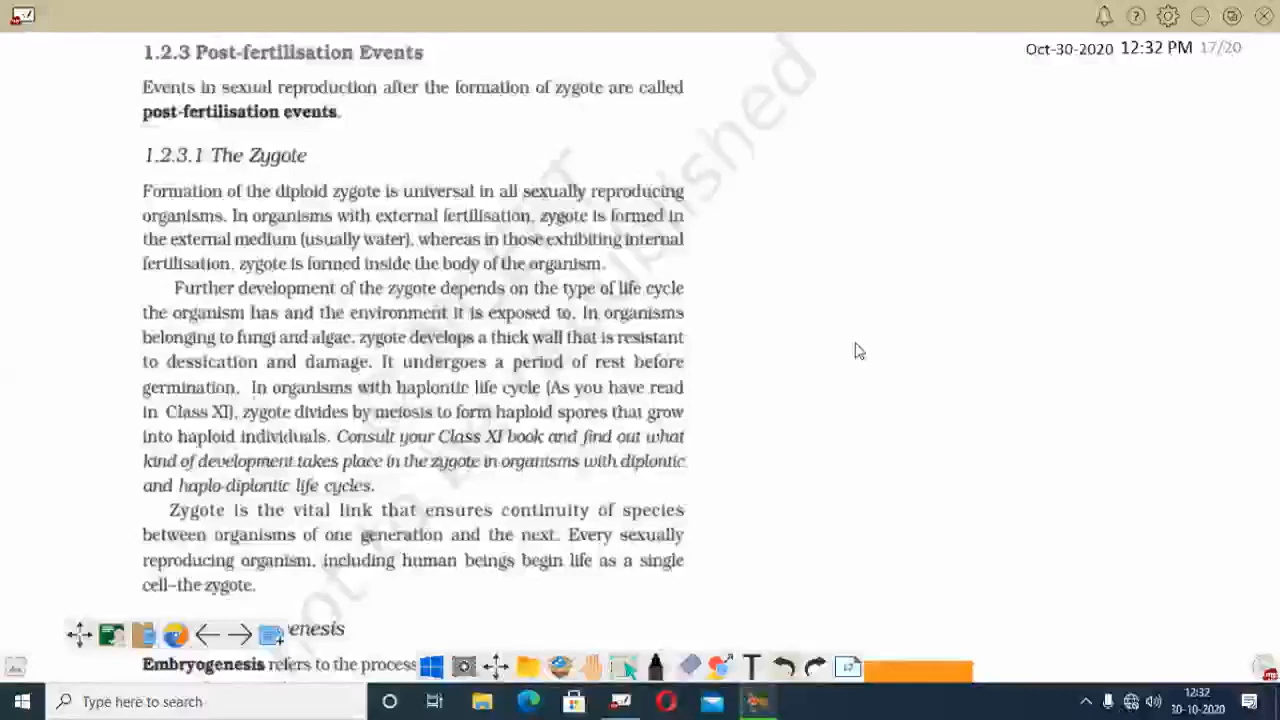 Oct-30-2020 12:32 PM 17/20
1.2.3 Post-fertilisation Events
Events in sexual reproduction after the formation of zygote are called
post-fertilisation events.
1.2.3.1 The Zygote
Formation of the diploid zygote is universal in all sexually reproducing
organisms. In organisms with external fertilisation, zygote is formed in
the external medium (usually water), whereas in those exhibiting internal
fertilisation, zygote is formed inside the body of the organism.
Further development of the zygote depends on the type of life cycle
the organism has and the environment it is exposed to. In organisms
belonging to fungi and algae, zygote develops a thick wall that is resistant
to dessication and damage. It undergoes a period of rest before
germination. In organisms with haplontic life cycle (As you have read
in Class XI), zygote divides by meiosis to form haploid spores that grow
into haploid individuals. Consult your Class XI book and find out what
kind of development takes place in the zygote in organisms with diplontic
and haplo-diplontic life cycles.
Zygote is the vital link that ensures continuity of species
between organisms of one generation and the next. Every sexually
reproducing organism, including human beings begin life as a single
cell–the zygote.
enesis
Embryogenesis refers to the process
Type here to search
12:32
30-10-2020